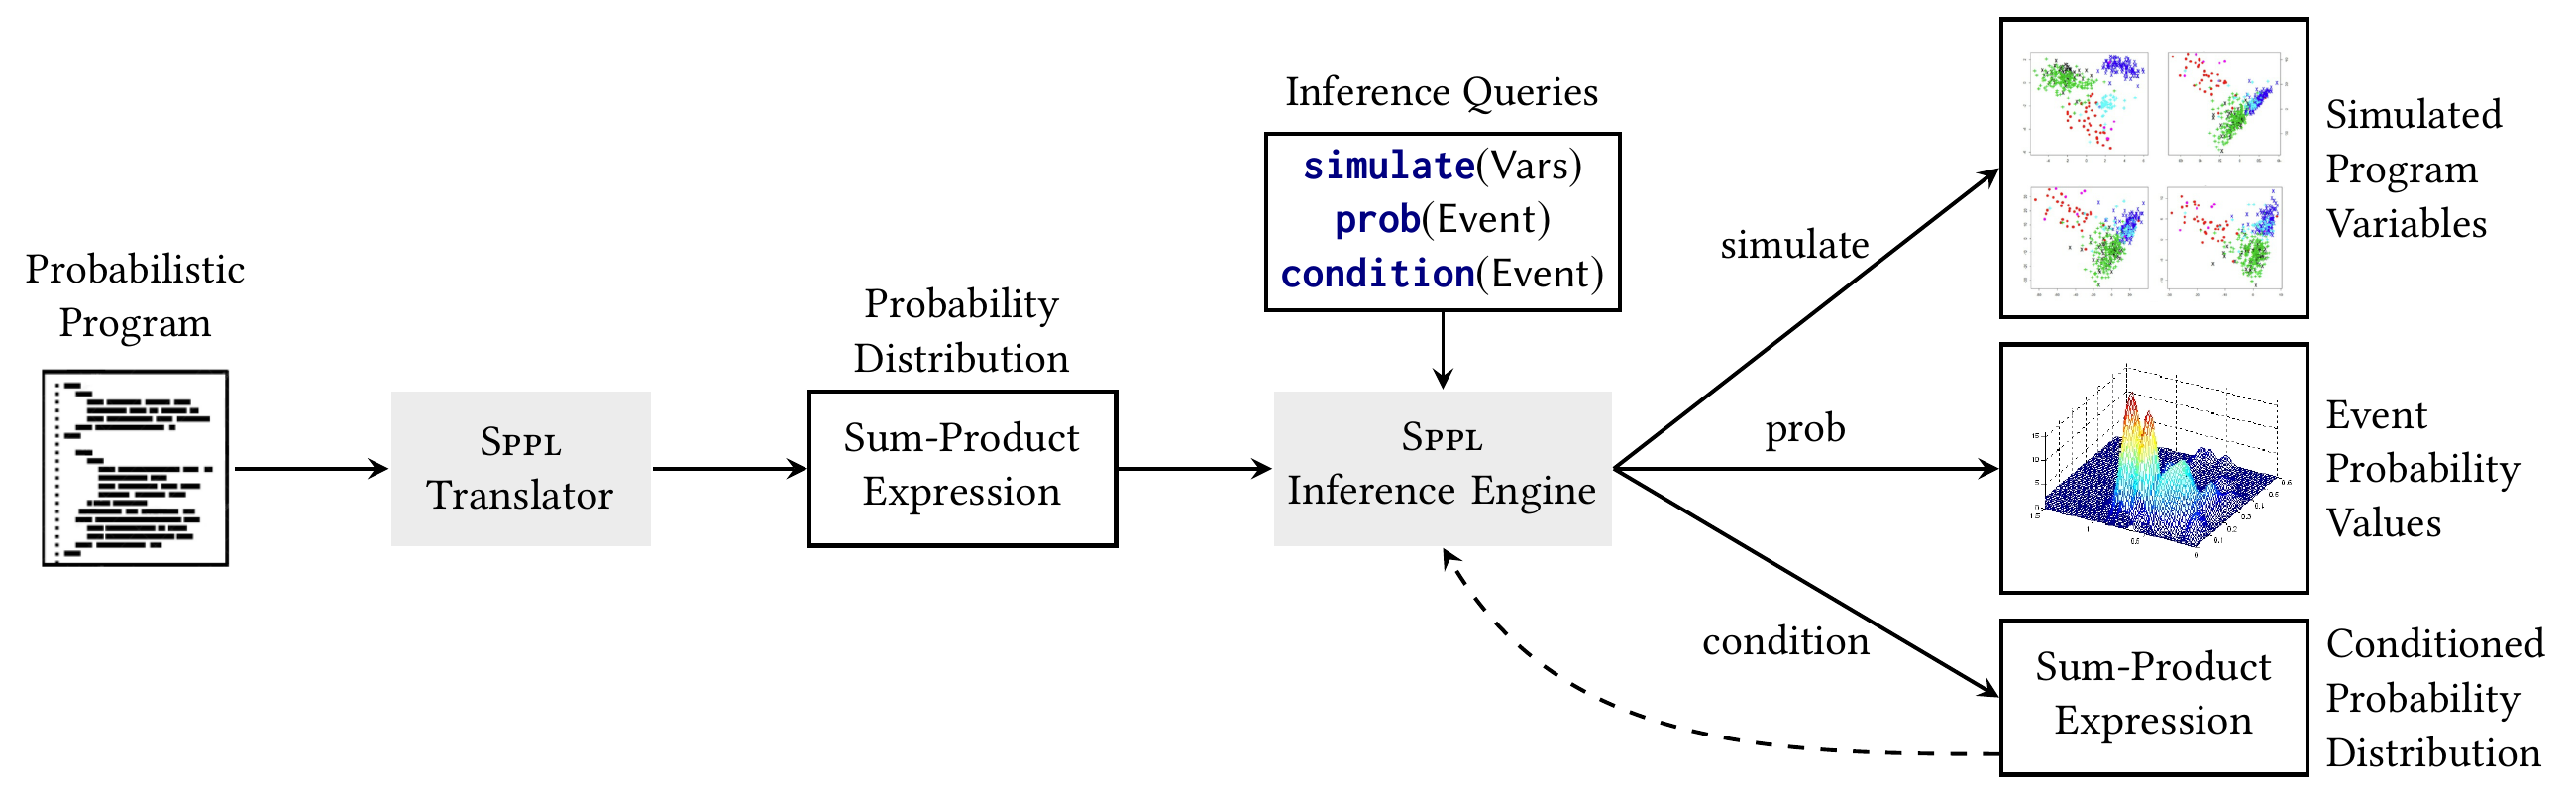 Probabilistic
Program
SPPL
Translator
Probability
Distribution
Sum-Product
Expression
Inference Queries
simulate(Vars)
prob(Event)
condition(Event)
SPPL
Inference Engine
simulate
prob
condition
Simulated
Program
Variables
Event
Probability
Values
Sum-Product
Expression
Conditioned
Probability
Distribution